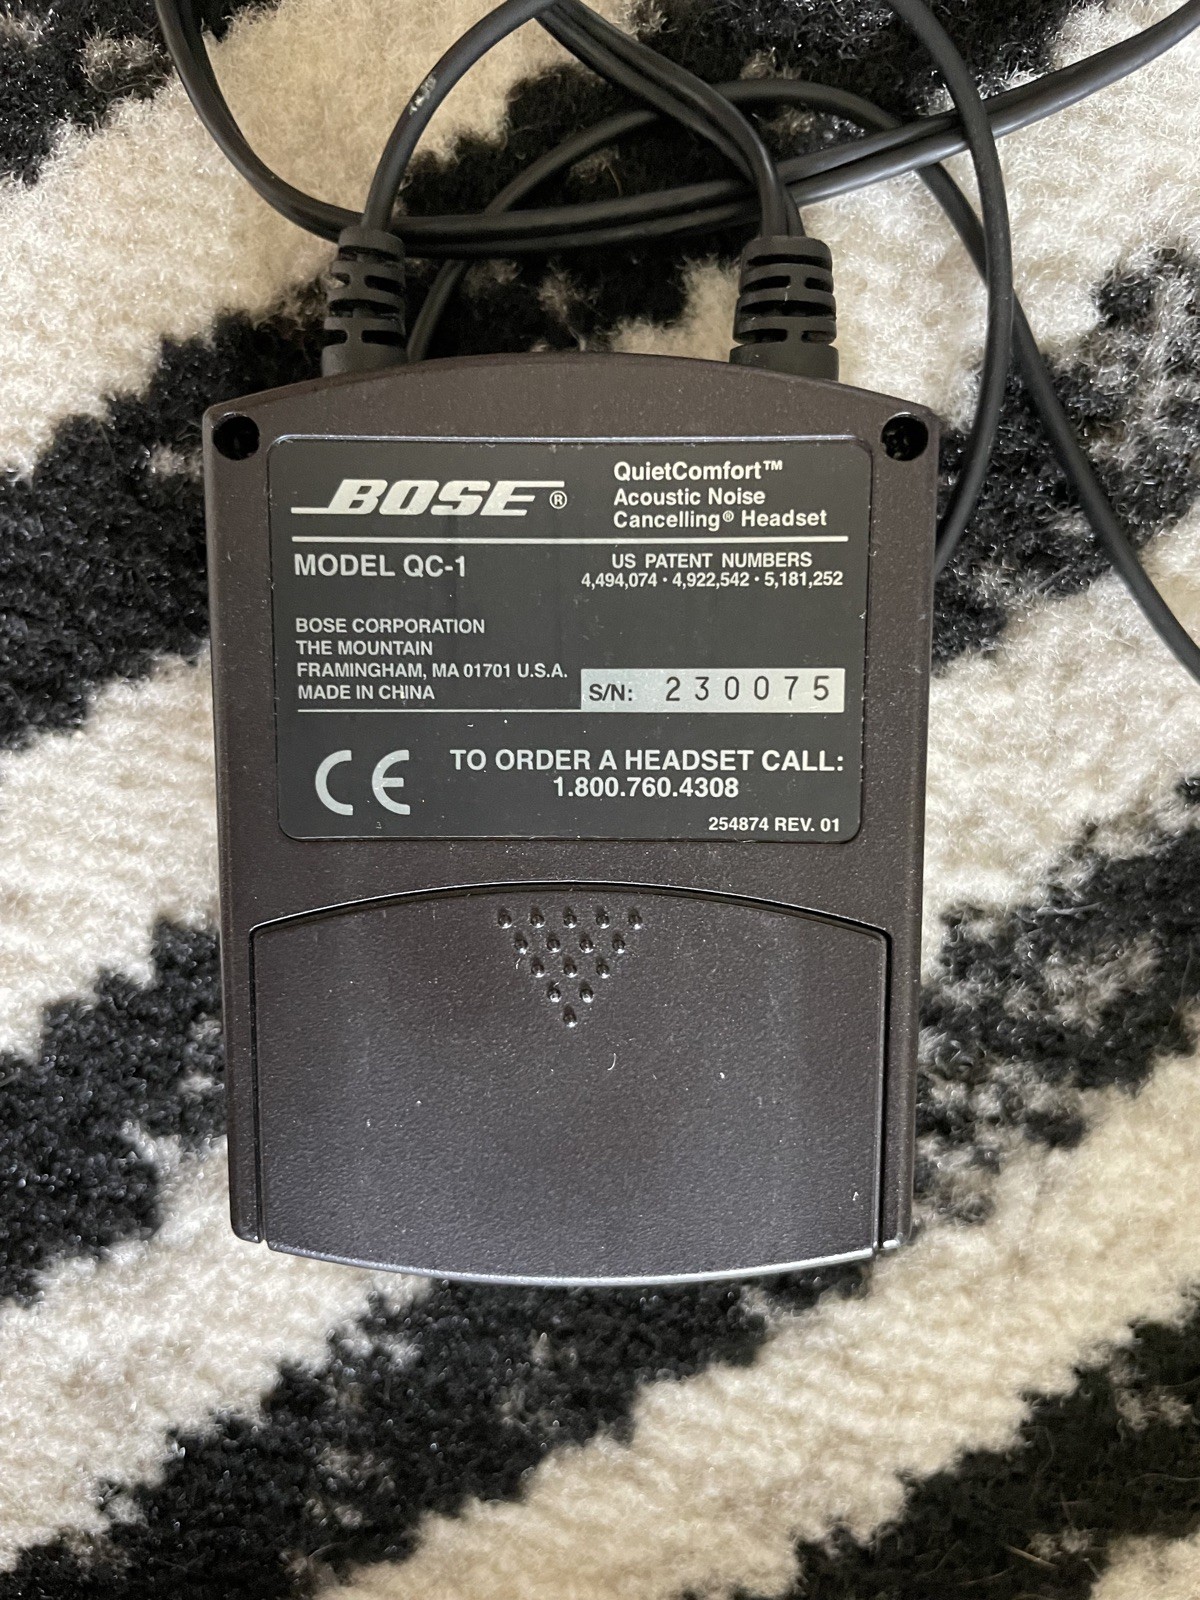 BOSE®
QuietComfort™
Acoustic Noise
Cancelling® Headset
MODEL QC-1
US PATENT NUMBERS
4,494,074 · 4,922,542 · 5,181,252
BOSE CORPORATION
THE MOUNTAIN
FRAMINGHAM, MA 01701 U.S.A.
MADE IN CHINA
S/N: 230075
CE
TO ORDER A HEADSET CALL:
1.800.760.4308
254874 REV. 01